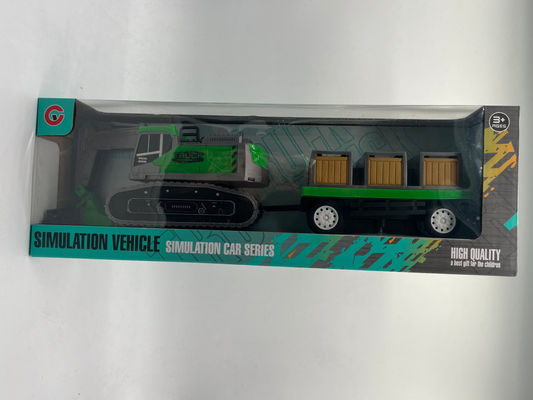 3+
AGES
SIMULATION VEHICLE
SIMULATION CAR SERIES
HIGH QUALITY
a best gift for the children